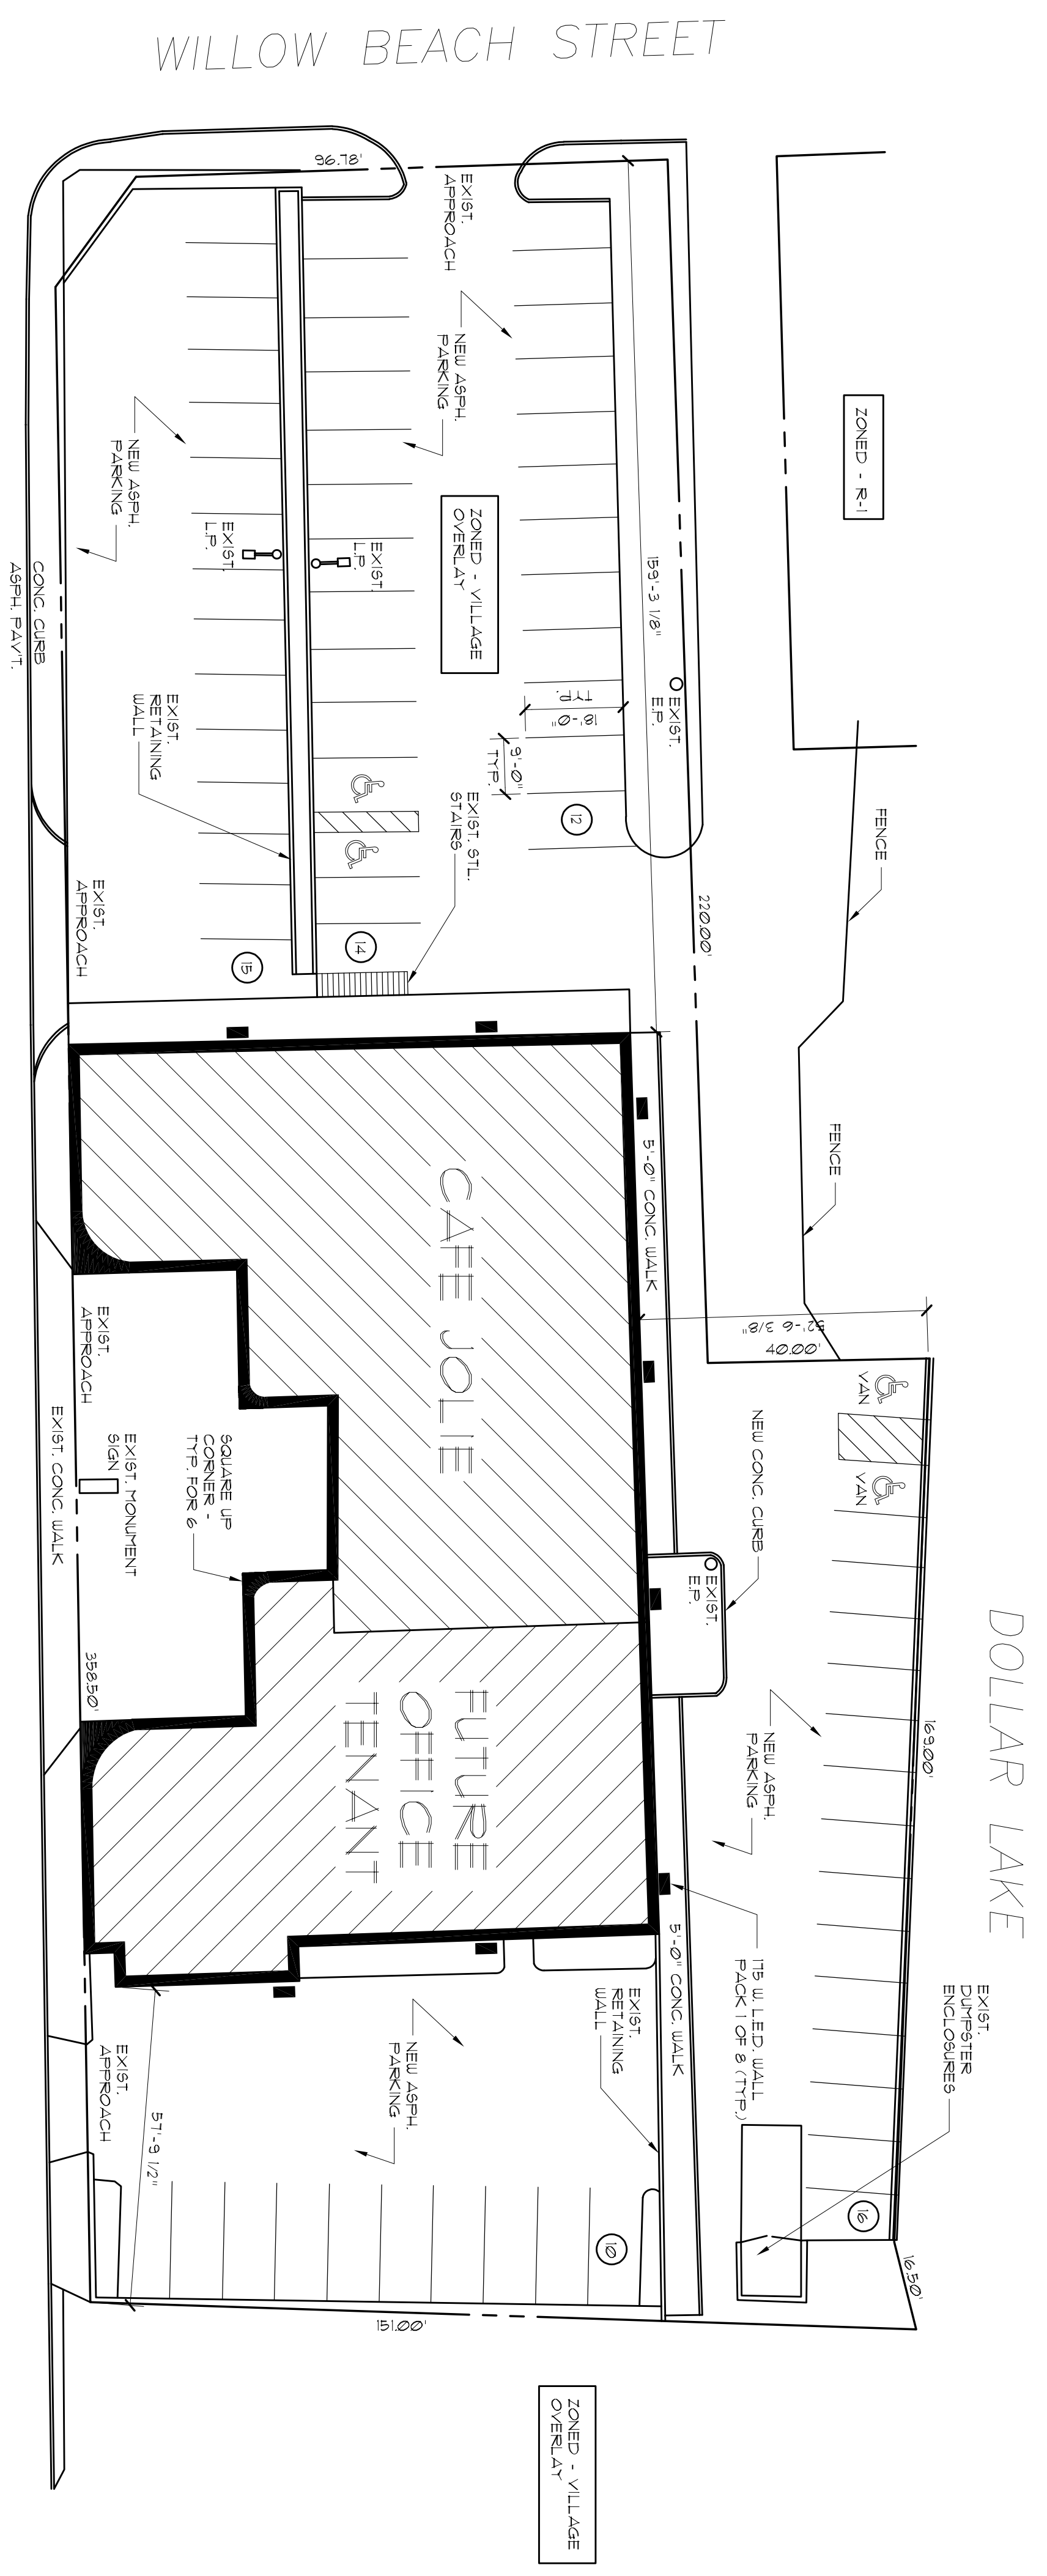 WILLOW BEACH STREET
96.78'
EXIST.
APPROACH
NEW ASPH.
PARKING
NEW ASPH.
PARKING
ZONED - R-1
ZONED - VILLAGE
OVERLAY
EXIST.
L.P.
EXIST.
L.P.
159'-3 1/8"
CONC. CURB
ASPH. PAV'T.
EXIST.
RETAINING
WALL
EXIST.
E.P.
18'-0"
TYP.
9'-0"
TYP.
12
EXIST. STL.
STAIRS
FENCE
220.00'
EXIST.
APPROACH
14
15
FENCE
5'-0" CONC. WALK
CAFE JOLIE
52'-6 3/8"
40.00'
EXIST.
APPROACH
VAN
VAN
NEW CONC. CURB
EXIST. CONC. WALK
EXIST. MONUMENT
SIGN
SQUARE UP
CORNER -
TYP. FOR 6
EXIST.
E.P.
DOLLAR LAKE
358.50'
FUTURE
OFFICE
TENANT
NEW ASPH.
PARKING
169.00'
5'-0" CONC. WALK
175 W. L.E.D. WALL
PACK 1 OF 8 (TYP.)
EXIST.
DUMPSTER
ENCLOSURES
EXIST.
RETAINING
WALL
NEW ASPH.
PARKING
EXIST.
APPROACH
57'-9 1/2"
10
16
16.50'
151.00'
ZONED - VILLAGE
OVERLAY